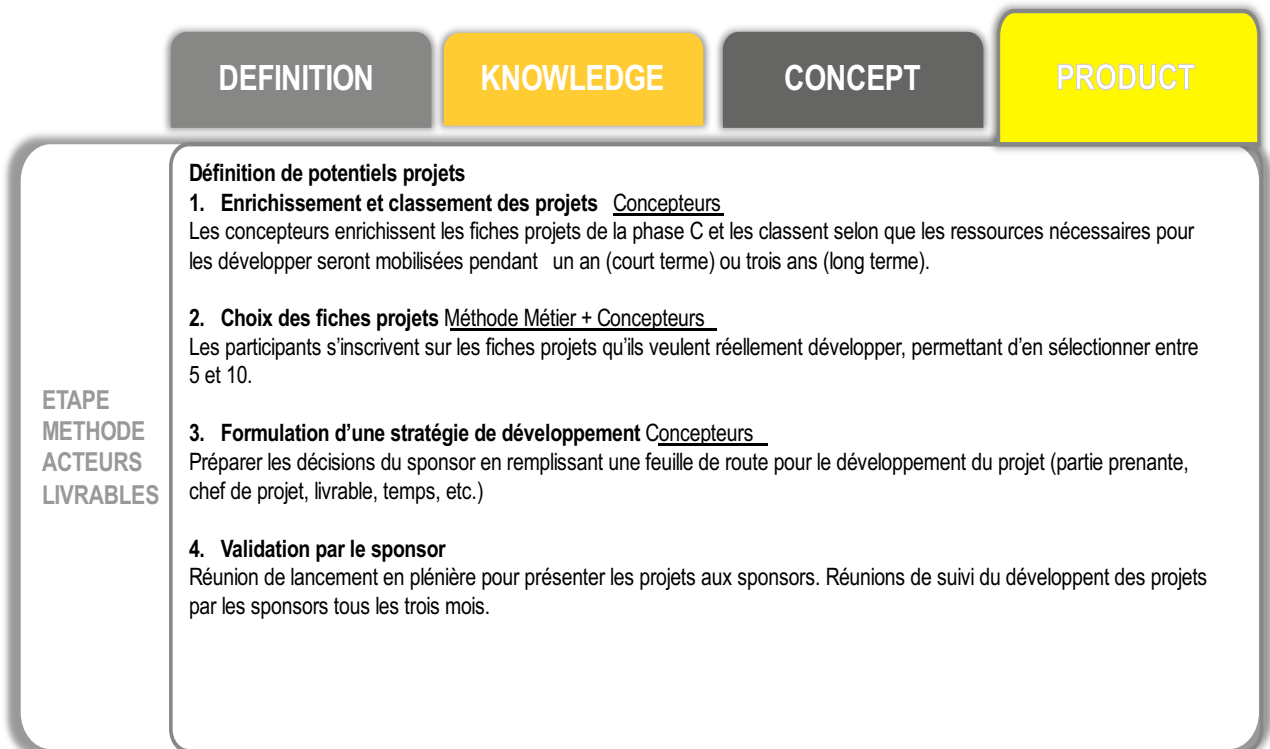 DEFINITION
KNOWLEDGE
CONCEPT
PRODUCT
ETAPE
METHODE
ACTEURS
LIVRABLES
Définition de potentiels projets
1. Enrichissement et classement des projets Concepteurs
Les concepteurs enrichissent les fiches projets de la phase C et les classent selon que les ressources nécessaires pour
les développer seront mobilisées pendant un an (court terme) ou trois ans (long terme).
2. Choix des fiches projets Méthode Métier + Concepteurs
Les participants s’inscrivent sur les fiches projets qu’ils veulent réellement développer, permettant d’en sélectionner entre
5 et 10.
3. Formulation d’une stratégie de développement Concepteurs
Préparer les décisions du sponsor en remplissant une feuille de route pour le développement du projet (partie prenante,
chef de projet, livrable, temps, etc.)
4. Validation par le sponsor
Réunion de lancement en plénière pour présenter les projets aux sponsors. Réunions de suivi du développent des projets
par les sponsors tous les trois mois.